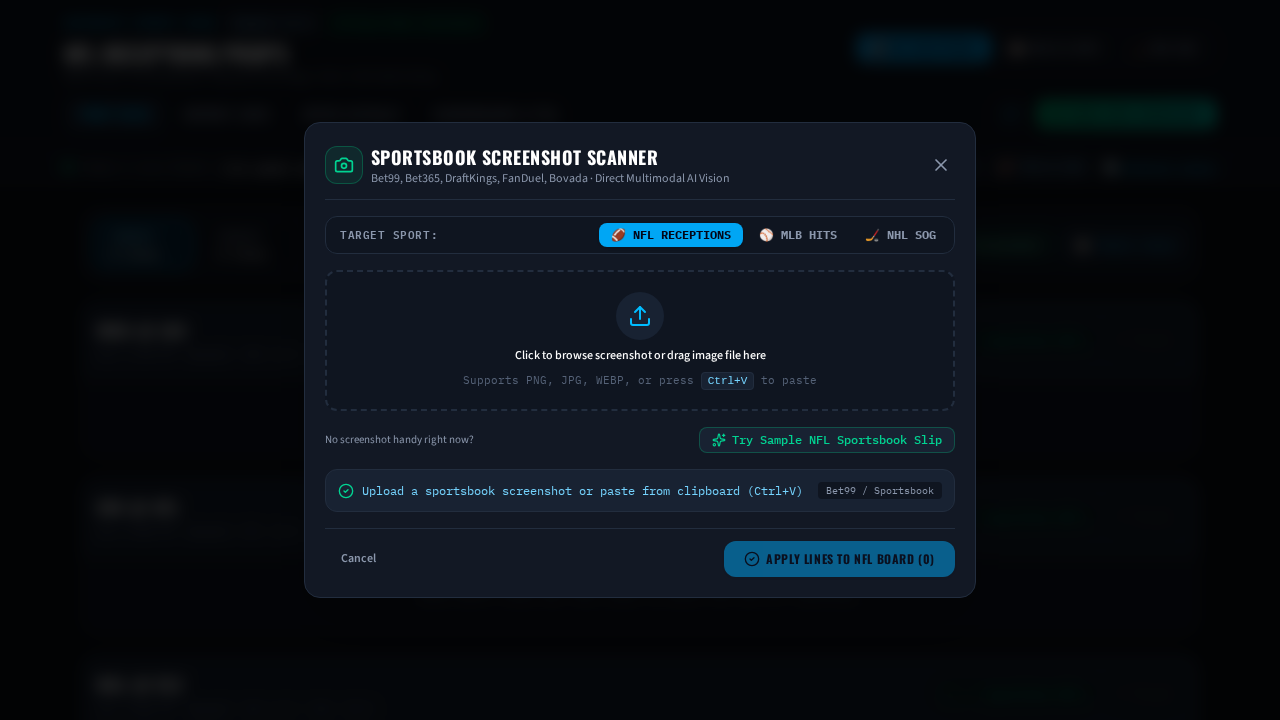 SPORTSBOOK SCREENSHOT SCANNER
Bet99, Bet365, DraftKings, FanDuel, Bovada · Direct Multimodal AI Vision
TARGET SPORT:
🏈 NFL RECEPTIONS
⚾ MLB HITS
🏒 NHL SOG
Click to browse screenshot or drag image file here
Supports PNG, JPG, WEBP, or press Ctrl+V to paste
No screenshot handy right now?
Try Sample NFL Sportsbook Slip
Upload a sportsbook screenshot or paste from clipboard (Ctrl+V)
Bet99 / Sportsbook
Cancel
APPLY LINES TO NFL BOARD (0)